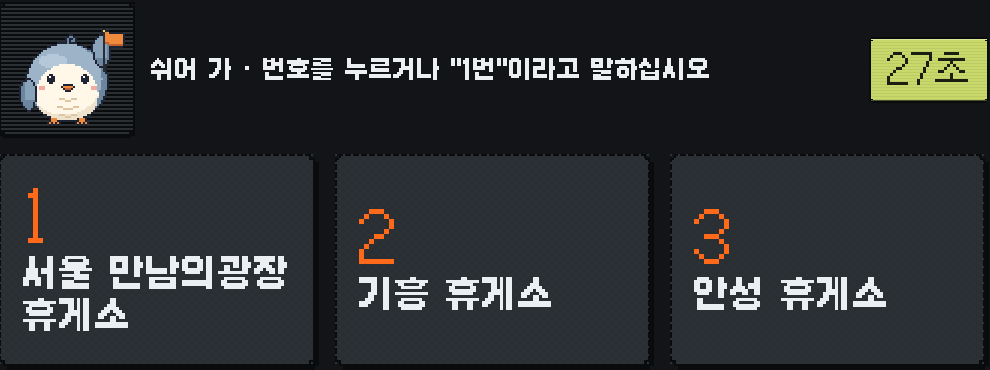 쉬어 가 · 번호를 누르거나 "1번"이라고 말하십시오
27초
1
서울 만남의광장
휴게소
2
기흥 휴게소
3
안성 휴게소